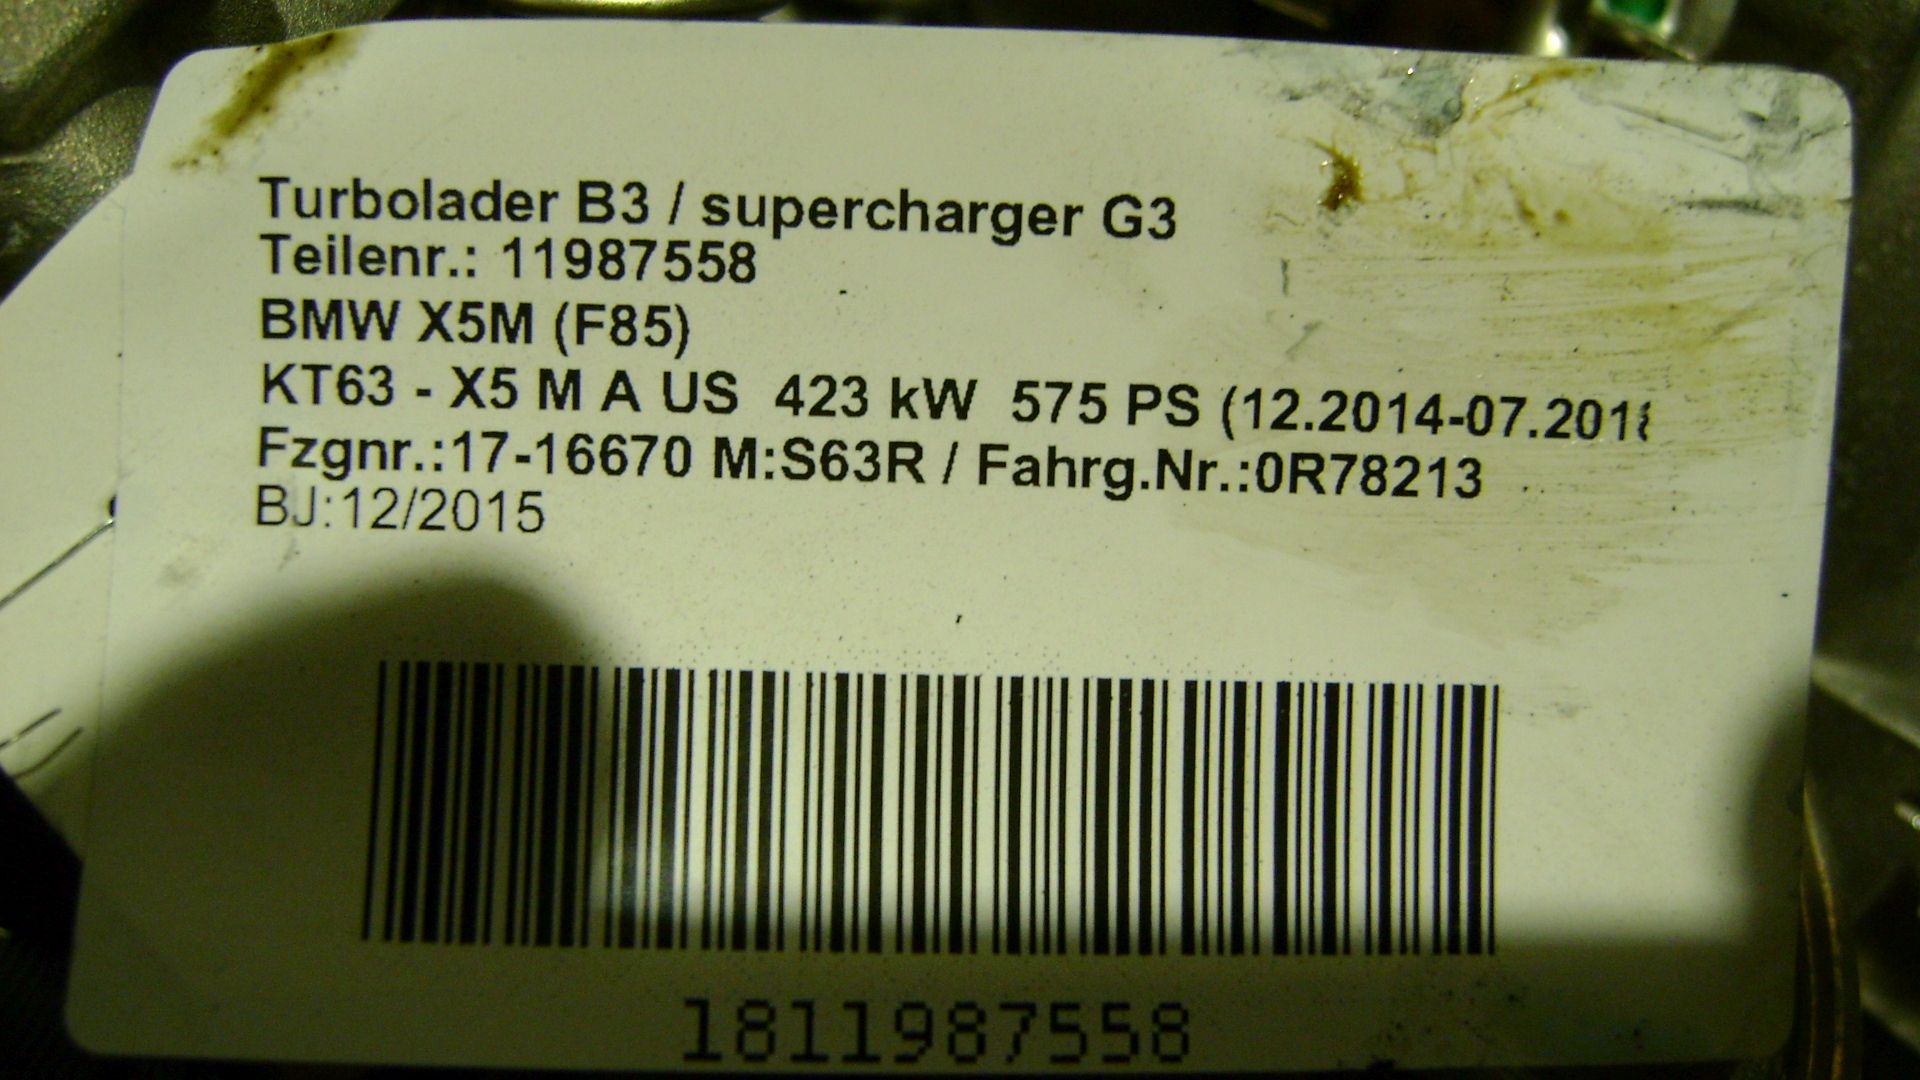 Turbolader B3 / supercharger G3
Teilenr.: 11987558
BMW X5M (F85)
KT63 - X5 M A US 423 kW 575 PS (12.2014-07.2018
Fzgnr.:17-16670 M:S63R / Fahrg.Nr.:0R78213
BJ:12/2015
1811987558